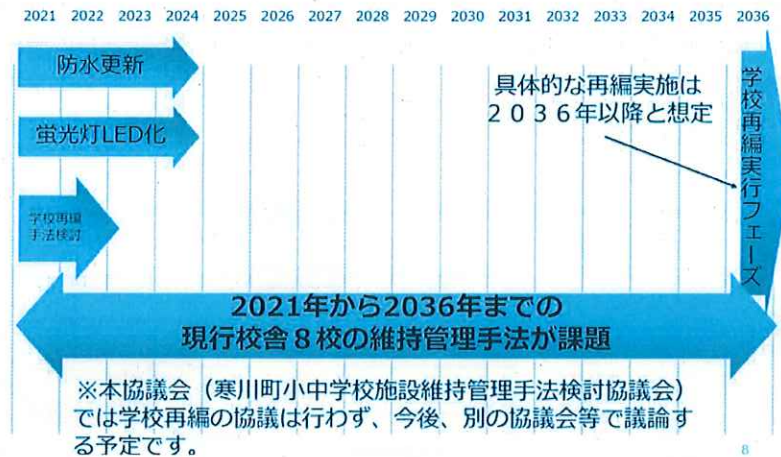 2021 2022 2023 2024 2025 2026 2027 2028 2029 2030 2031 2032 2033 2034 2035 2036
防水更新
蛍光灯LED化
学校再編
手法検討
具体的な再編実施は
２０３６年以降と想定
学校再編実行フェーズ
2021年から2036年までの
現行校舎８校の維持管理手法が課題
※本協議会（寒川町小中学校施設維持管理手法検討協議会）
では学校再編の協議は行わず、今後、別の協議会等で議論す
る予定です。
8